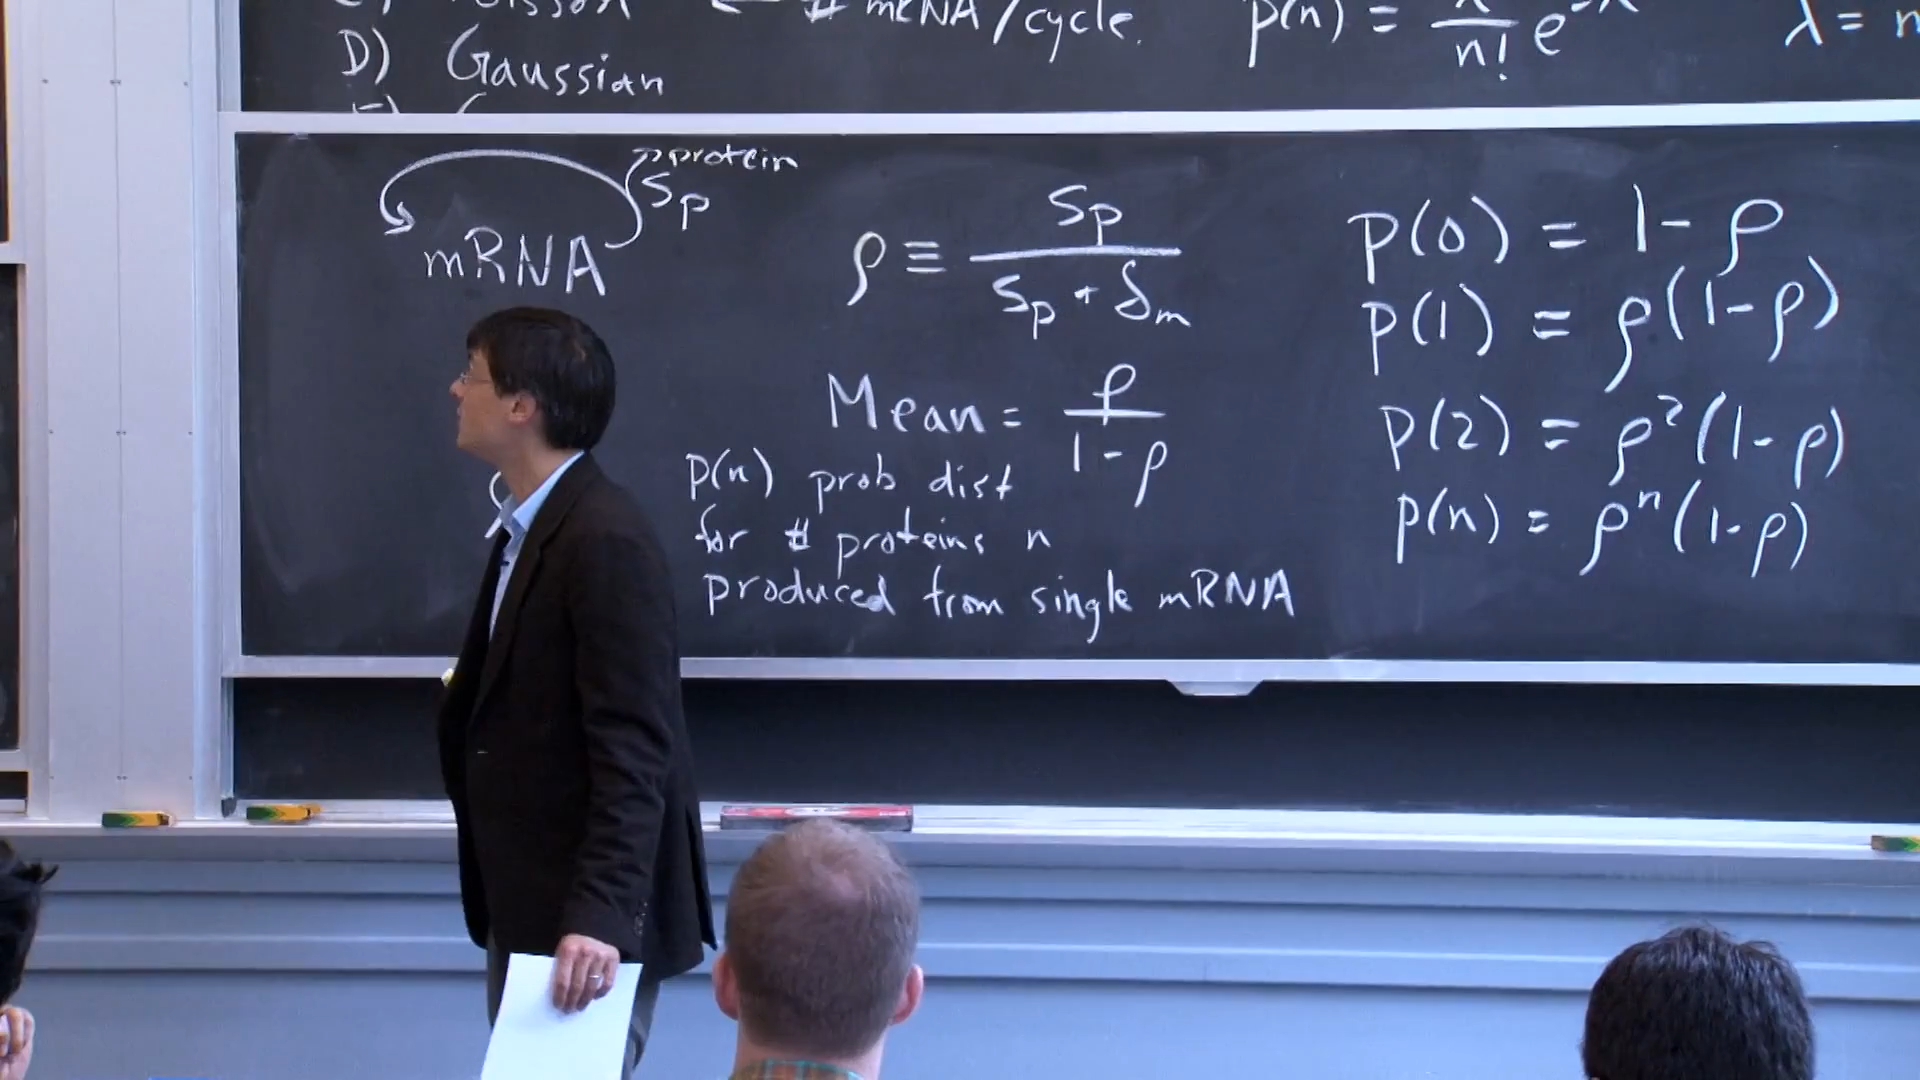 Poisson ← # mRNA/cycle. p(n) = λ / n! e^-λ λ =
D) Gaussian
protein
Sp
mRNA
ρ ≡ Sp / Sp + δm
Mean = ρ / 1-ρ
p(n) prob dist
for # proteins n
produced from single mRNA
p(0) = 1-ρ
p(1) = ρ(1-ρ)
p(2) = ρ²(1-ρ)
p(n) = ρⁿ(1-ρ)